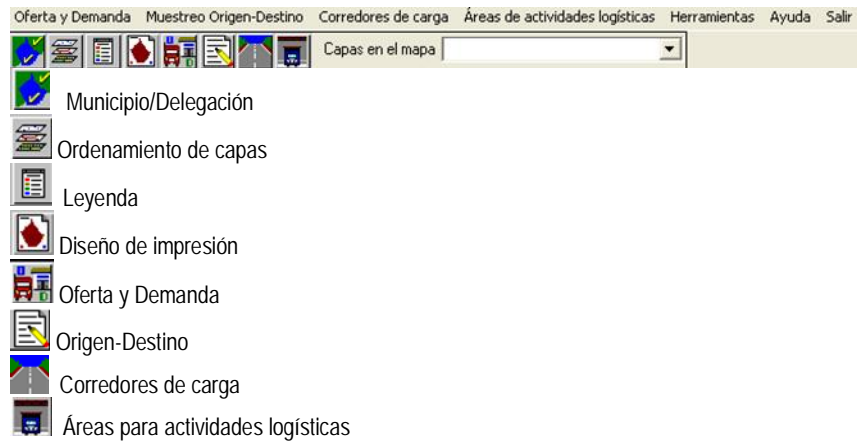 Oferta y Demanda Muestreo Origen-Destino Corredores de carga Áreas de actividades logísticas Herramientas Ayuda Salir
Capas en el mapa
Municipio/Delegación
Ordenamiento de capas
Leyenda
Diseño de impresión
Oferta y Demanda
Origen-Destino
Corredores de carga
Áreas para actividades logísticas